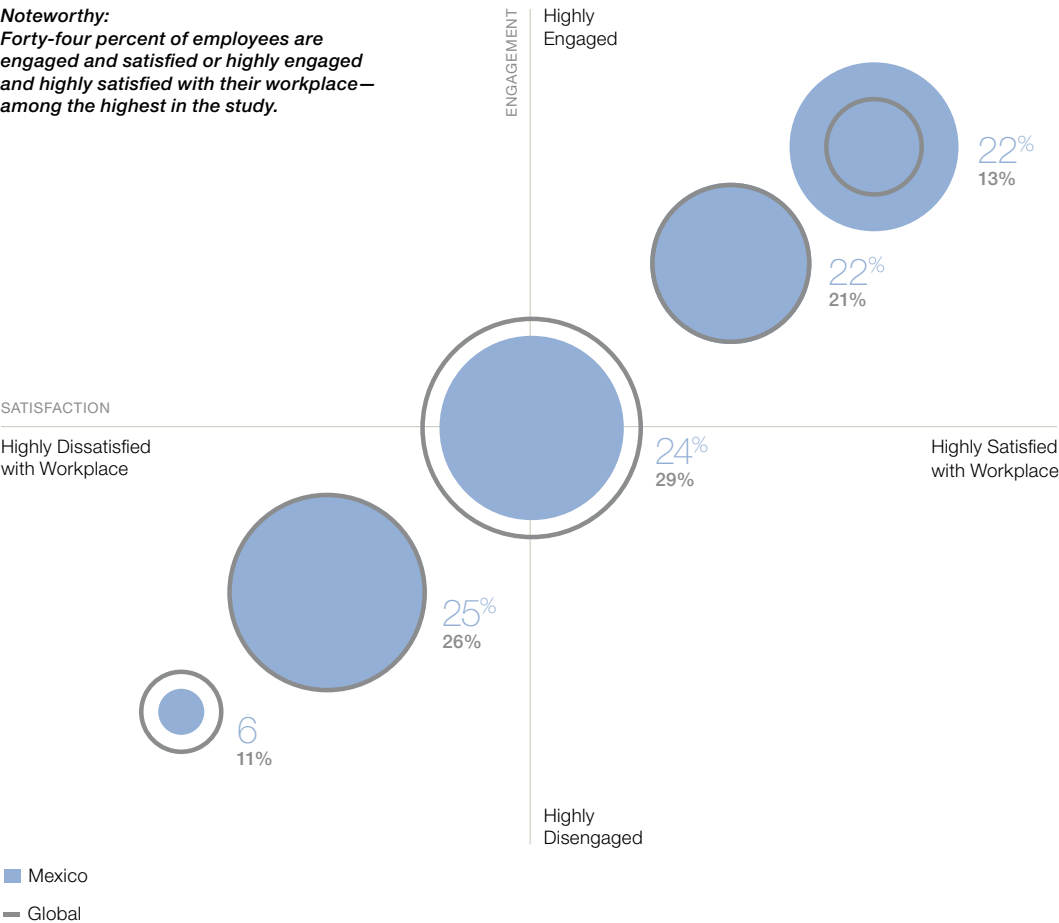 Noteworthy:
Forty-four percent of employees are
engaged and satisfied or highly engaged
and highly satisfied with their workplace—
among the highest in the study.
ENGAGEMENT
Highly
Engaged
22%
13%
22%
21%
SATISFACTION
Highly Dissatisfied
with Workplace
24%
29%
Highly Satisfied
with Workplace
25%
26%
6
11%
Highly
Disengaged
Mexico
Global